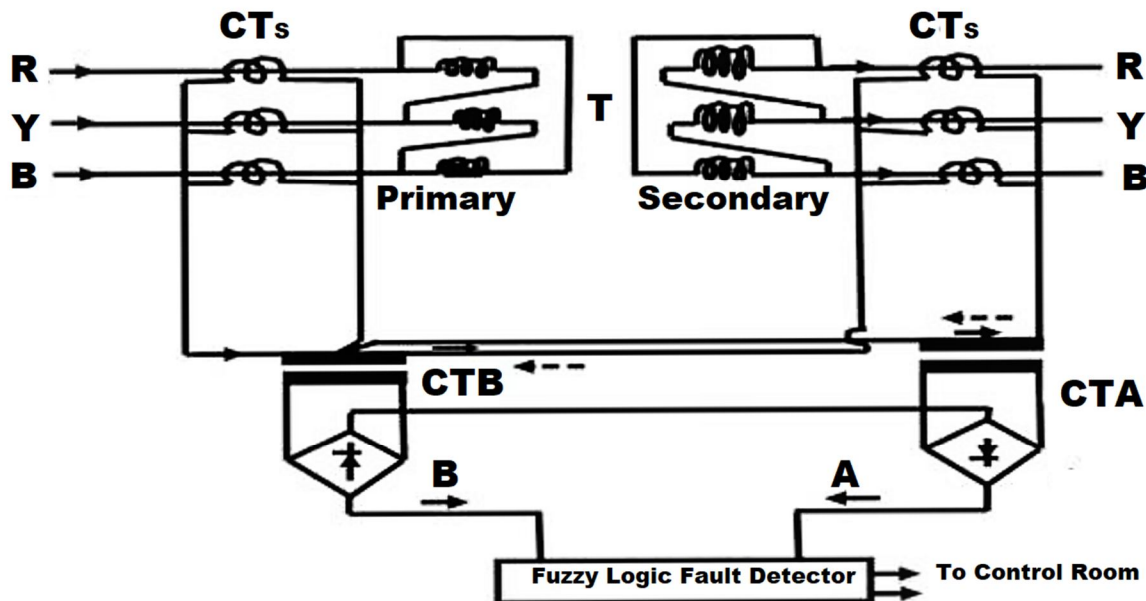 CTs
CTs
R
R
Y
T
Y
B
B
Primary
Secondary
CTB
CTA
B
A
Fuzzy Logic Fault Detector
To Control Room